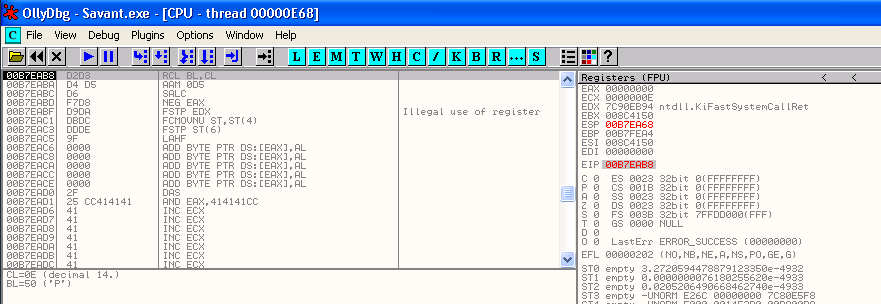 OllyDbg - Savant.exe - [CPU - thread 00000E68]
C File View Debug Plugins Options Window Help
L E M T W H C / K B R ... S ?
00B7EAB8 D2D3 RCL BL,CL
00B7EABA D4 D5 AAM 0D5
00B7EABC D6 SALC
00B7EABD F7D8 NEG EAX
00B7EABF D9DA FSTP EDX Illegal use of register
00B7EAC1 DBDC FCMOVNU ST,ST(4)
00B7EAC3 DDDE FSTP ST(6)
00B7EAC5 9F LAHF
00B7EAC6 0000 ADD BYTE PTR DS:[EAX],AL
00B7EAC8 0000 ADD BYTE PTR DS:[EAX],AL
00B7EACA 0000 ADD BYTE PTR DS:[EAX],AL
00B7EACC 0000 ADD BYTE PTR DS:[EAX],AL
00B7EACE 0000 ADD BYTE PTR DS:[EAX],AL
00B7EAD0 2F DAS
00B7EAD1 25 CC414141 AND EAX,414141CC
00B7EAD6 41 INC ECX
00B7EAD7 41 INC ECX
00B7EAD8 41 INC ECX
00B7EAD9 41 INC ECX
00B7EADA 41 INC ECX
00B7EADB 41 INC ECX
00B7EADC 41 INC ECX
CL=0E (decimal 14.)
BL=50 ('P')
Registers (FPU) < <
EAX 00000000
ECX 0000000E
EDX 7C90EB94 ntdll.KiFastSystemCallRet
EBX 008C4150
ESP 00B7EA68
EBP 00B7FEA4
ESI 008C4150
EDI 00000000
EIP 00B7EAB8
C 0 ES 0023 32bit 0(FFFFFFFF)
P 0 CS 001B 32bit 0(FFFFFFFF)
A 0 SS 0023 32bit 0(FFFFFFFF)
Z 0 DS 0023 32bit 0(FFFFFFFF)
S 0 FS 003B 32bit 7FFDD000(FFF)
T 0 GS 0000 NULL
D 0
O 0 LastErr ERROR_SUCCESS (00000000)
EFL 00000202 (NO,NB,NE,A,NS,PO,GE,G)
ST0 empty 3.2720594478879123350e-4932
ST1 empty 0.0000000076180255620e-4933
ST2 empty 0.0205206490668462740e-4933
ST3 empty -UNORM E26C 00000000 7C80E5F8